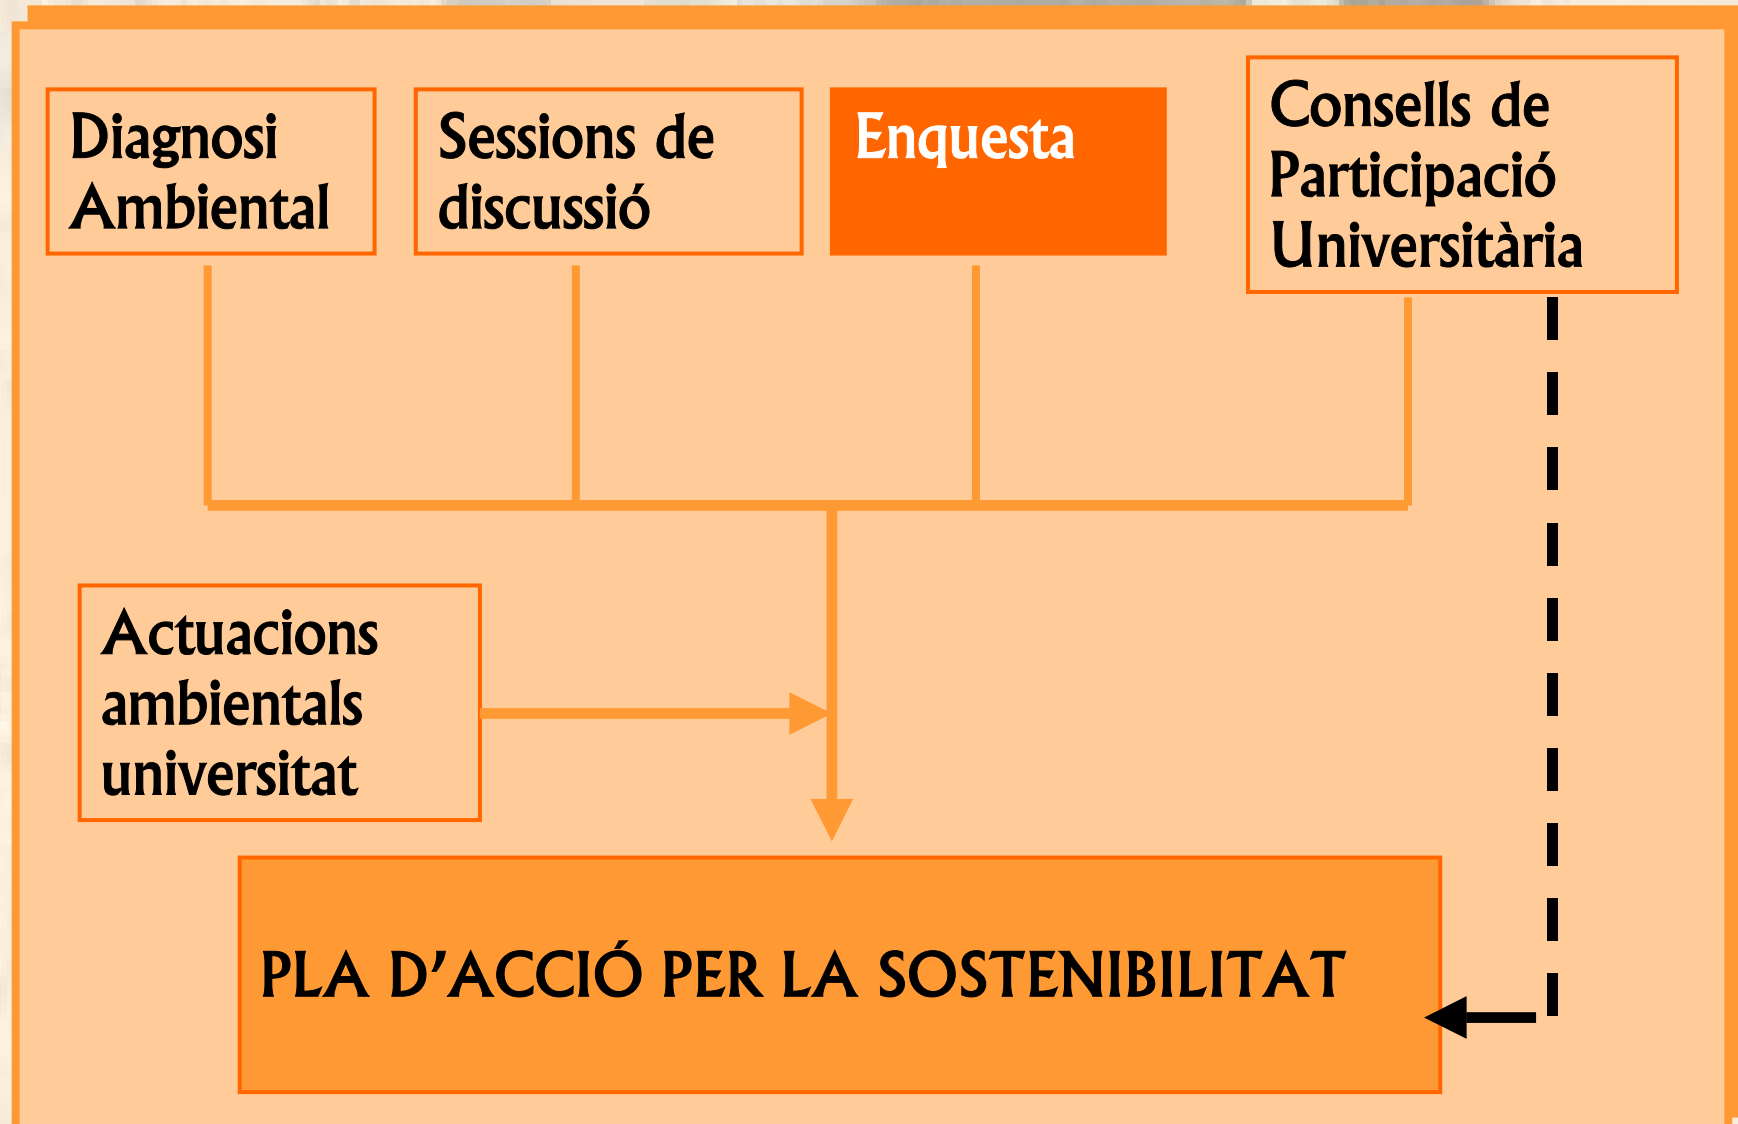 Diagnosi
Ambiental
Sessions de
discussió
Enquesta
Consells de
Participació
Universitària
Actuacions
ambientals
universitat
PLA D’ACCIÓ PER LA SOSTENIBILITAT